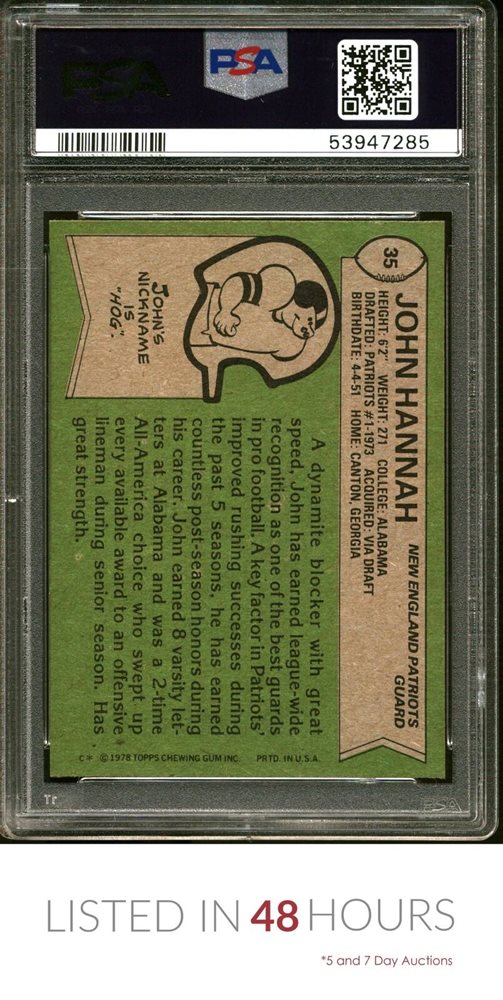 PSA
PSA
53947285
35
JOHN HANNAH
NEW ENGLAND PATRIOTS
GUARD
HEIGHT: 6'2" WEIGHT: 271 COLLEGE: ALABAMA
DRAFTED: PATRIOTS #1-1973 ACQUIRED: VIA DRAFT
BIRTHDATE: 4-4-51 HOME: CANTON, GEORGIA
JOHN'S
NICKNAME
IS
"HOG".
A dynamite blocker with great
speed, John has earned league-wide
recognition as one of the best guards
in pro football. A key factor in Patriots'
improved rushing successes during
the past 5 seasons, he has earned
countless post-season honors during
his career. John earned 8 varsity let-
ters at Alabama and was a 2-time
All-America choice who swept up
every available award to an offensive
lineman during senior season. Has
great strength.
C* © 1978 TOPPS CHEWING GUM INC. PRTD. IN U.S.A.
Tr
PSA
LISTED IN 48 HOURS
*5 and 7 Day Auctions